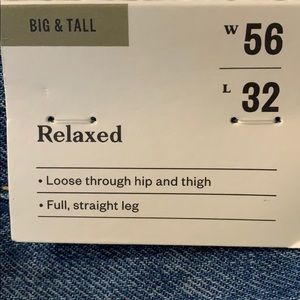 BIG & TALL
W 56
L 32
Relaxed
• Loose through hip and thigh
• Full, straight leg